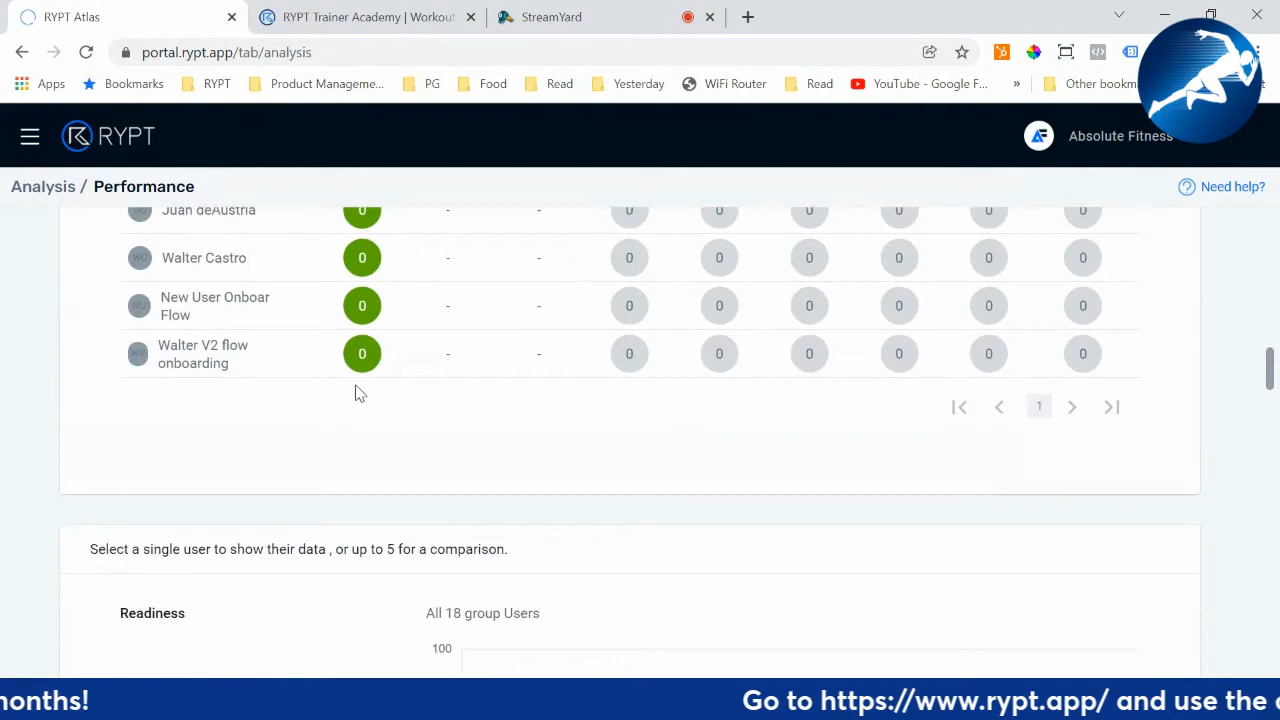 RYPT Atlas
RYPT Trainer Academy | Workout
StreamYard
portal.rypt.app/tab/analysis
Apps
Bookmarks
RYPT
Product Manageme...
PG
Read
Yesterday
WiFi Router
Read
YouTube - Google F...
»
Other bookm
RYPT
Absolute Fitness
Analysis / Performance
Need help?
Juan deAustria 0 - - 0 0 0 0 0 0
Walter Castro 0 - - 0 0 0 0 0 0
New User Onboar
Flow 0 - - 0 0 0 0 0 0
Walter V2 flow
onboarding 0 - - 0 0 0 0 0 0
1
Select a single user to show their data , or up to 5 for a comparison.
Readiness
All 18 group Users
100
months!
Go to https://www.rypt.app/ and use the